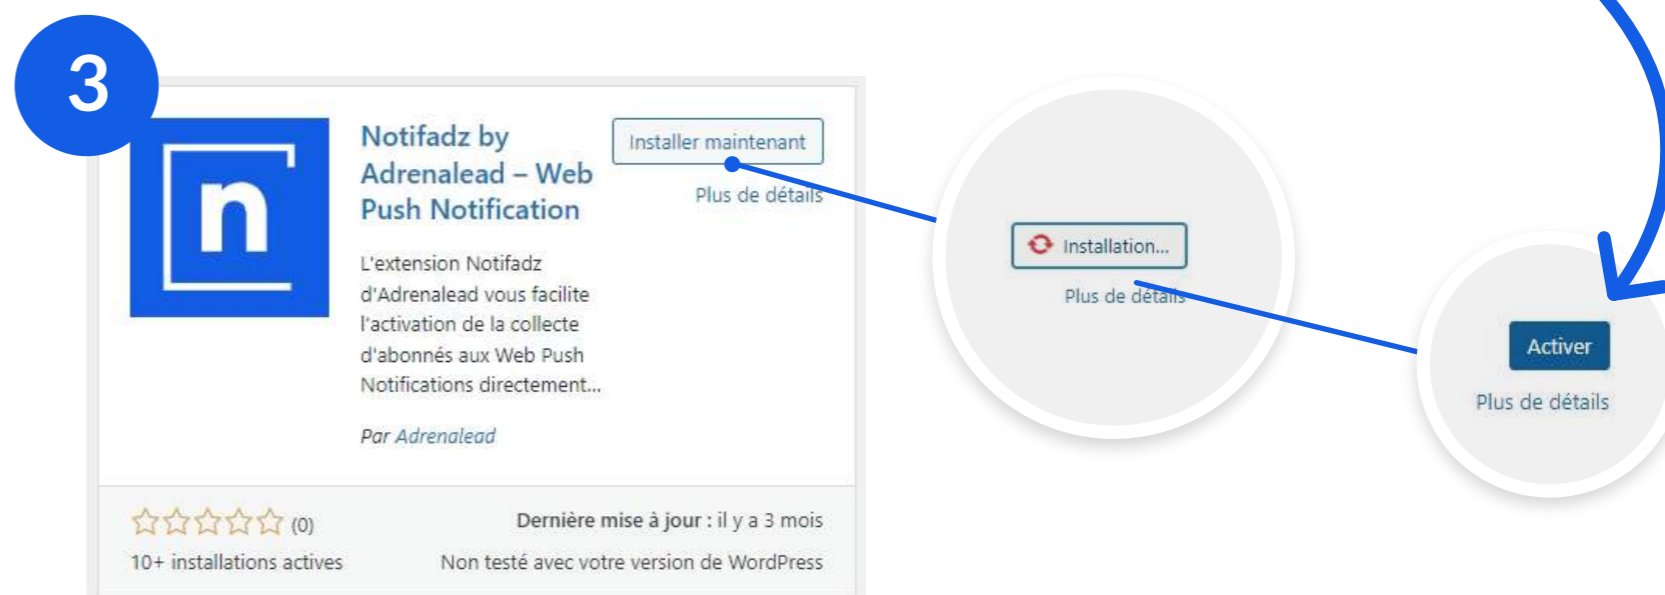 3
n
Notifadz by
Adrenalead – Web
Push Notification
Installer maintenant
Plus de détails
L'extension Notifadz
d'Adrenalead vous facilite
l'activation de la collecte
d'abonnés aux Web Push
Notifications directement...
Par Adrenalead
(0)
Dernière mise à jour : il y a 3 mois
10+ installations actives
Non testé avec votre version de WordPress
Installation...
Plus de détails
Activer
Plus de détails